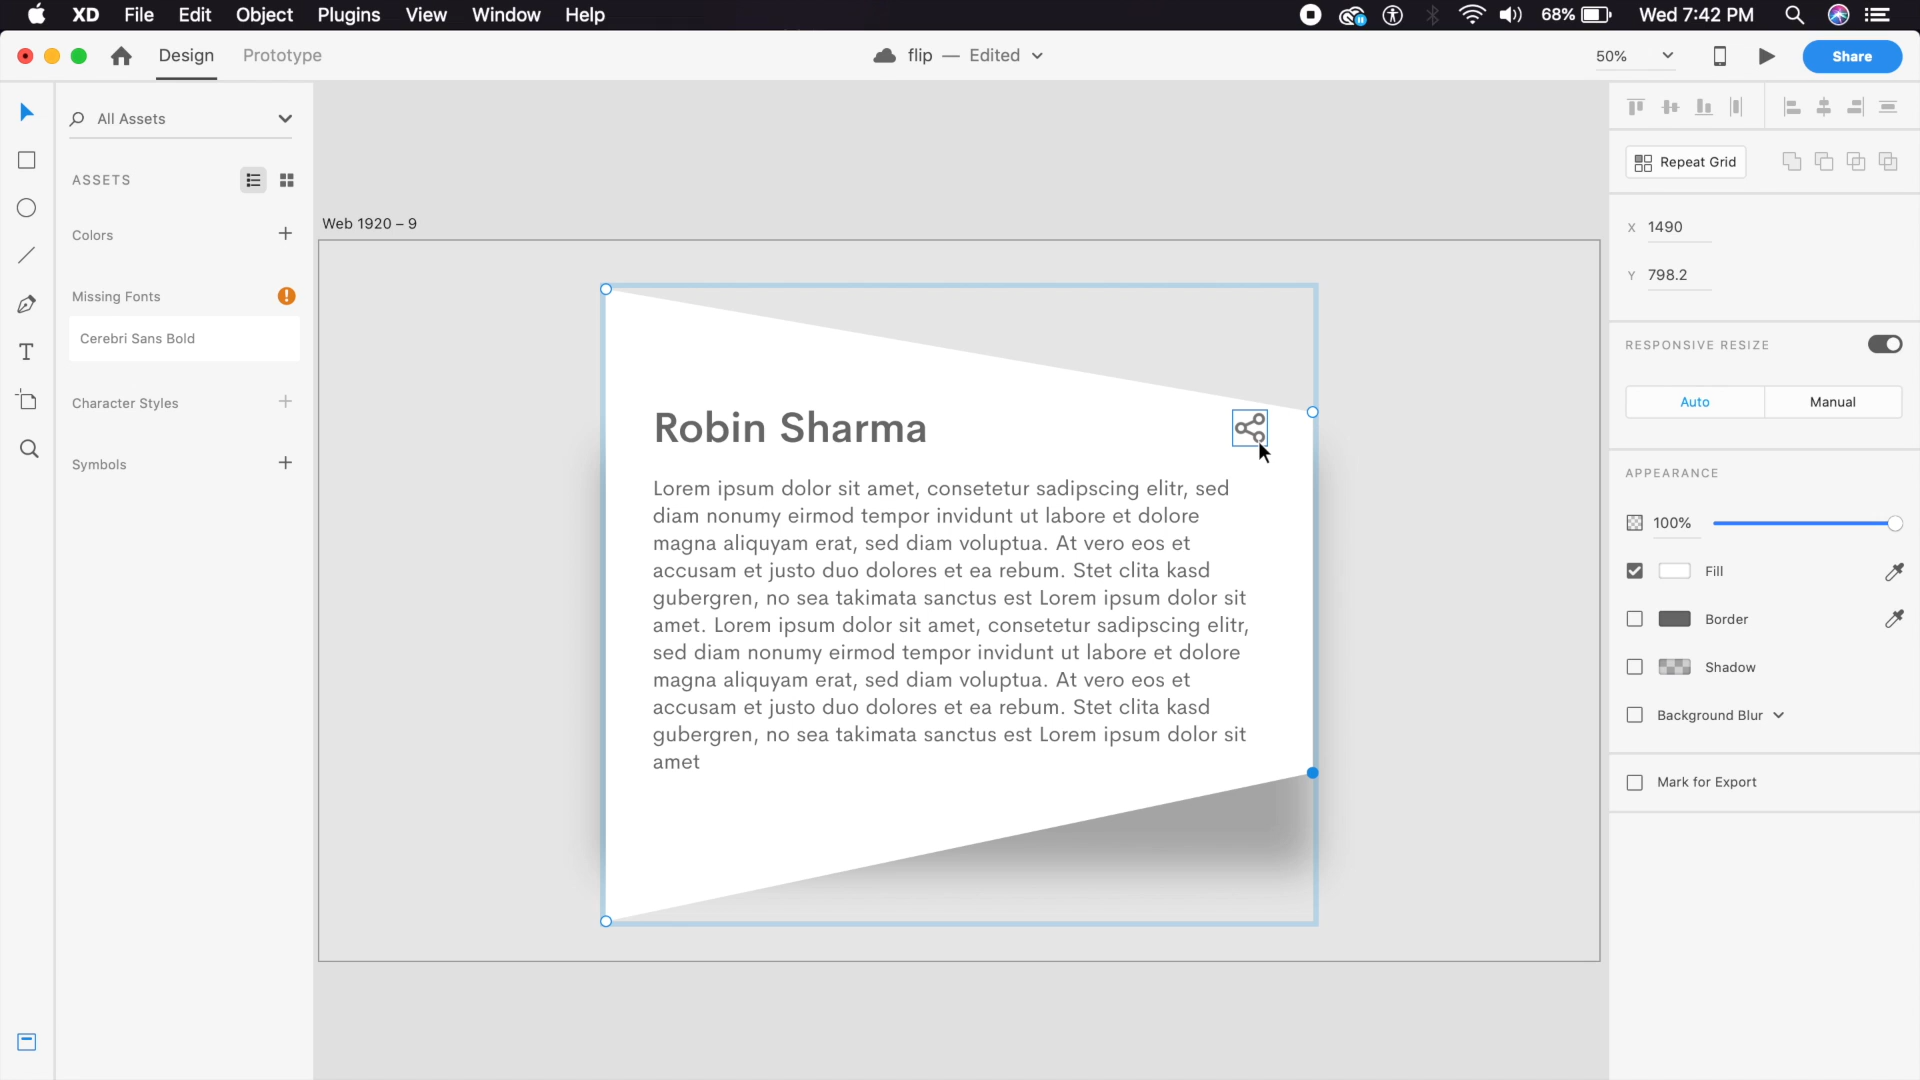 XD File Edit Object Plugins View Window Help 68% Wed 7:42 PM
Design Prototype flip — Edited 50% Share
All Assets
ASSETS
Colors
Missing Fonts
Cerebri Sans Bold
Character Styles
Symbols
Web 1920 – 9
Robin Sharma
Lorem ipsum dolor sit amet, consetetur sadipscing elitr, sed
diam nonumy eirmod tempor invidunt ut labore et dolore
magna aliquyam erat, sed diam voluptua. At vero eos et
accusam et justo duo dolores et ea rebum. Stet clita kasd
gubergren, no sea takimata sanctus est Lorem ipsum dolor sit
amet. Lorem ipsum dolor sit amet, consetetur sadipscing elitr,
sed diam nonumy eirmod tempor invidunt ut labore et dolore
magna aliquyam erat, sed diam voluptua. At vero eos et
accusam et justo duo dolores et ea rebum. Stet clita kasd
gubergren, no sea takimata sanctus est Lorem ipsum dolor sit
amet
Repeat Grid
X 1490
Y 798.2
RESPONSIVE RESIZE
Auto Manual
APPEARANCE
100%
Fill
Border
Shadow
Background Blur
Mark for Export